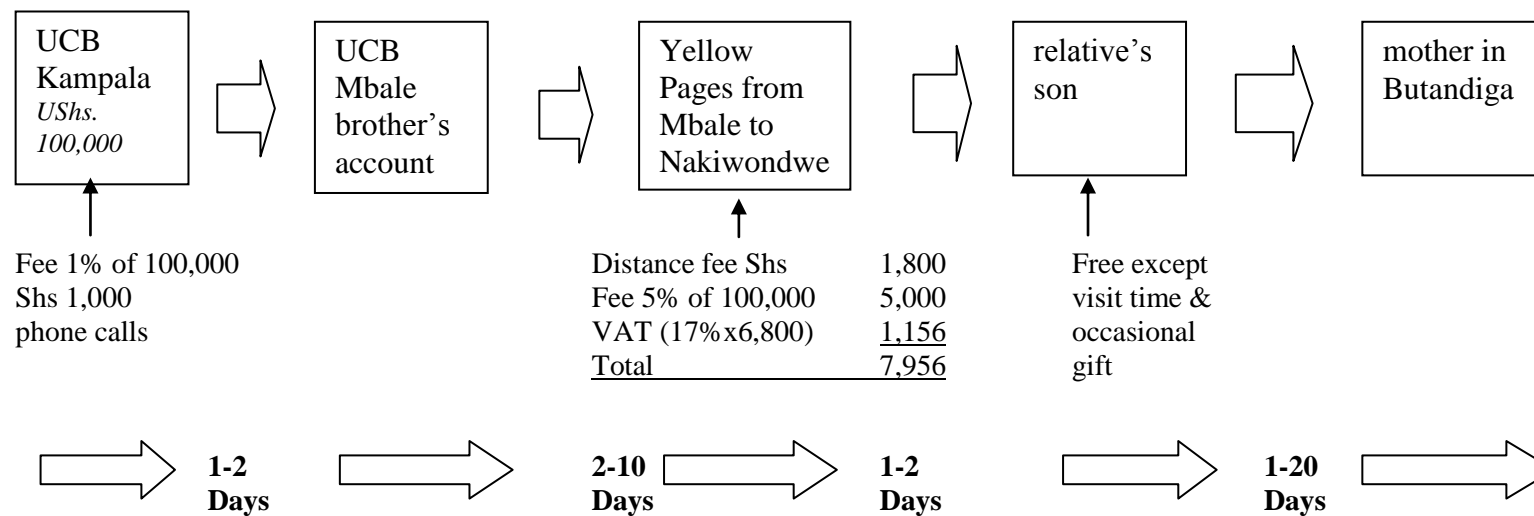 UCB
Kampala
UShs.
100,000
UCB
Mbale
brother’s
account
Yellow
Pages from
Mbale to
Nakiwondwe
relative’s
son
mother in
Butandiga
Fee 1% of 100,000
Shs 1,000
phone calls
Distance fee Shs 1,800
Fee 5% of 100,000 5,000
VAT (17%x6,800) 1,156
Total 7,956
Free except
visit time &
occasional
gift
1-2
Days
2-10
Days
1-2
Days
1-20
Days